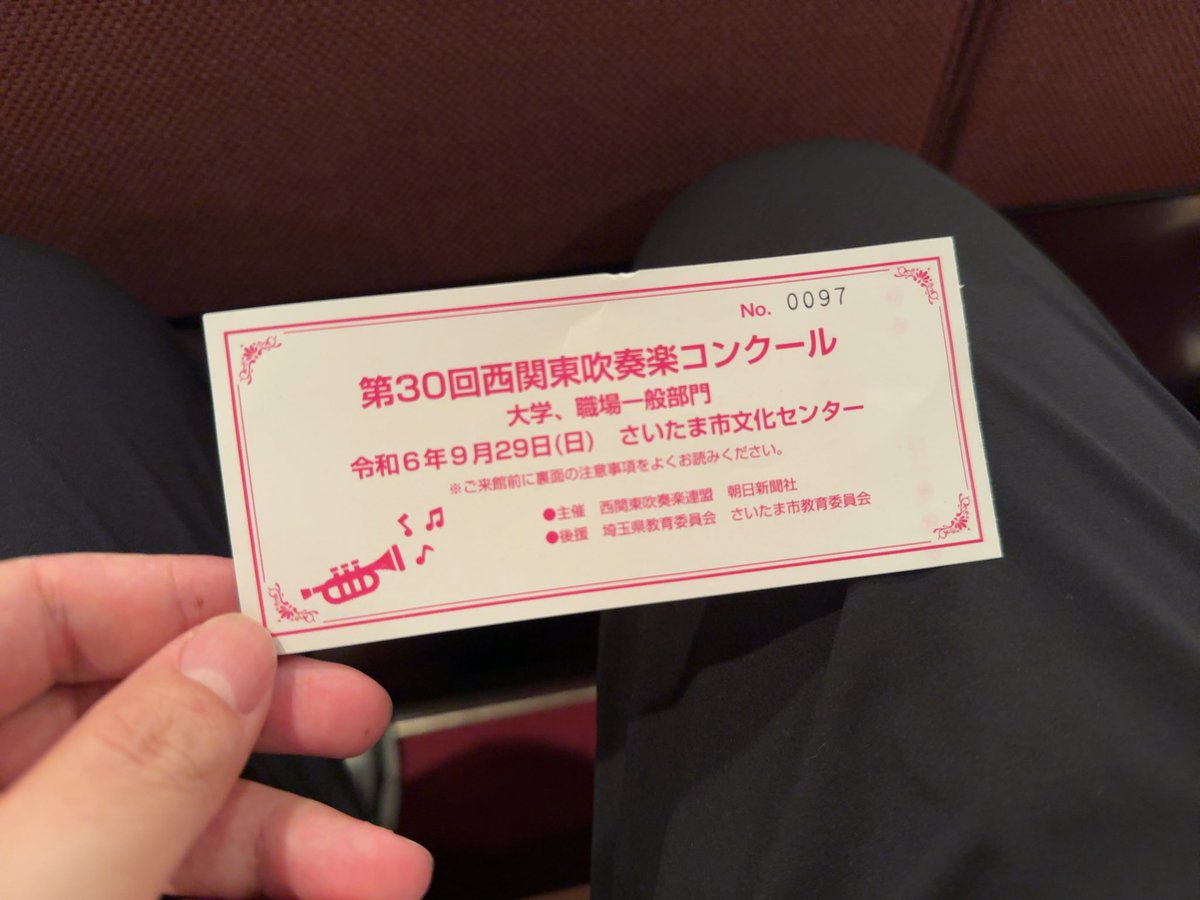 No. 0097
第30回西関東吹奏楽コンクール
大学、職場一般部門
令和6年9月29日(日) さいたま市文化センター
※ご来館前に裏面の注意事項をよくお読みください。
●主催 西関東吹奏楽連盟 朝日新聞社
●後援 埼玉県教育委員会 さいたま市教育委員会